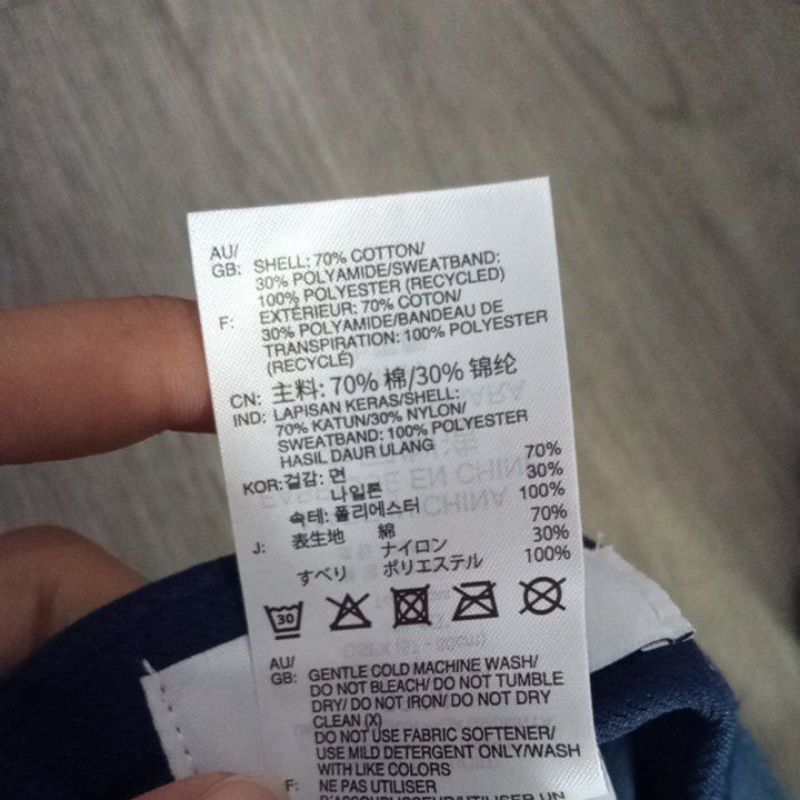 AU/
GB: SHELL: 70% COTTON/
30% POLYAMIDE/SWEATBAND:
100% POLYESTER (RECYCLED)
F: EXTÉRIEUR: 70% COTON/
30% POLYAMIDE/BANDEAU DE
TRANSPIRATION: 100% POLYESTER
(RECYCLÉ)
CN: 主料: 70% 棉/30% 锦纶
IND: LAPISAN KERAS/SHELL:
70% KATUN/30% NYLON/
SWEATBAND: 100% POLYESTER
HASIL DAUR ULANG
KOR: 겉감: 면 70%
나일론 30%
속테: 폴리에스터 100%
J: 表生地 綿 70%
ナイロン 30%
すべり ポリエステル 100%
30
AU/
GB: GENTLE COLD MACHINE WASH/
DO NOT BLEACH/ DO NOT TUMBLE
DRY/ DO NOT IRON/ DO NOT DRY
CLEAN (X)
DO NOT USE FABRIC SOFTENER/
USE MILD DETERGENT ONLY/WASH
WITH LIKE COLORS
F: NE PAS UTILISER
D'ASSOUPLISSEUR/UTILISER UN